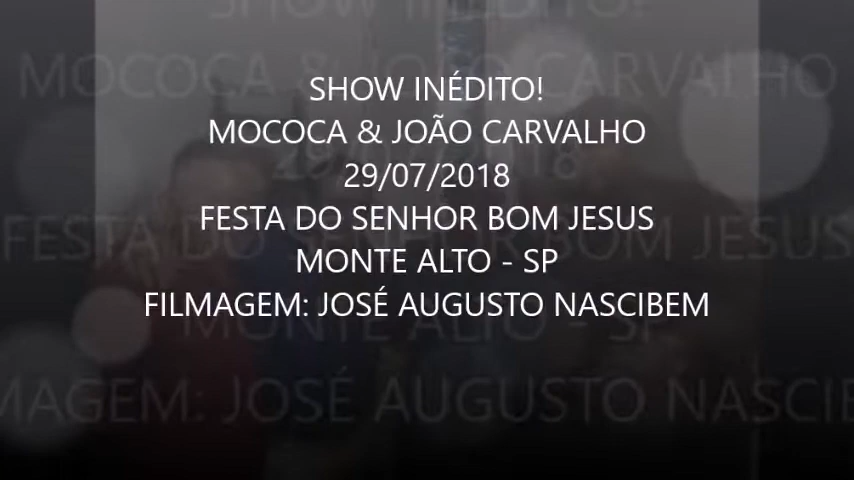 SHOW INÉDITO!
MOCOCA & JOÃO CARVALHO
29/07/2018
FESTA DO SENHOR BOM JESUS
MONTE ALTO - SP
FILMAGEM: JOSÉ AUGUSTO NASCIBEM